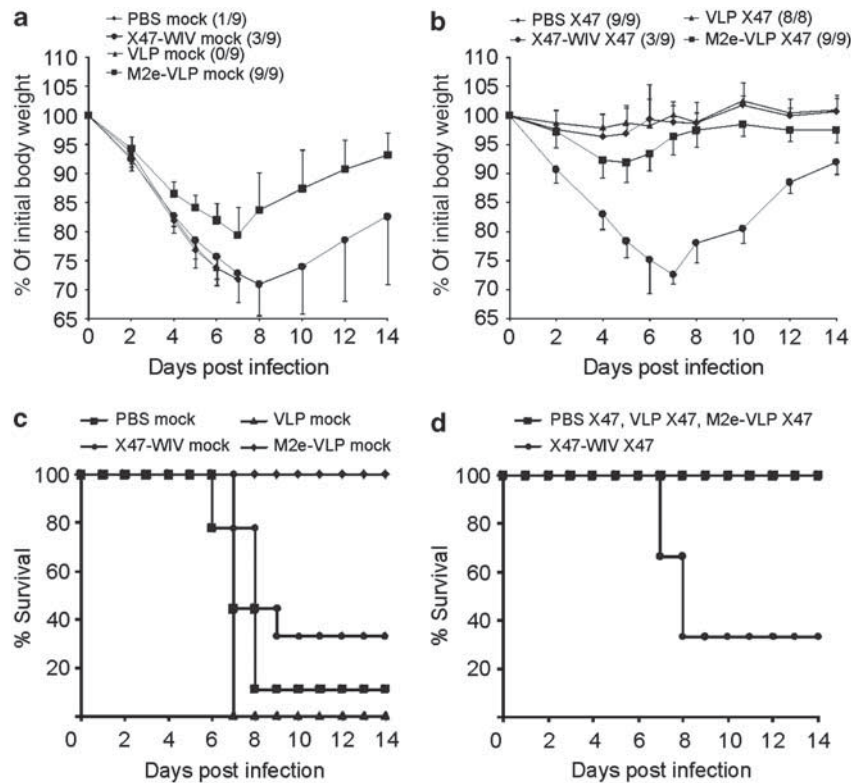 a
PBS mock (1/9)
X47-WIV mock (3/9)
VLP mock (0/9)
M2e-VLP mock (9/9)
110
105
100
95
90
85
80
75
70
65
% Of initial body weight
0 2 4 6 8 10 12 14
Days post infection
b
PBS X47 (9/9)
X47-WIV X47 (3/9)
VLP X47 (8/8)
M2e-VLP X47 (9/9)
110
105
100
95
90
85
80
75
70
65
% Of initial body weight
0 2 4 6 8 10 12 14
Days post infection
c
PBS mock
X47-WIV mock
VLP mock
M2e-VLP mock
100
80
60
40
20
% Survival
0 2 4 6 8 10 12 14
Days post infection
d
PBS X47, VLP X47, M2e-VLP X47
X47-WIV X47
100
80
60
40
20
% Survival
0 2 4 6 8 10 12 14
Days post infection